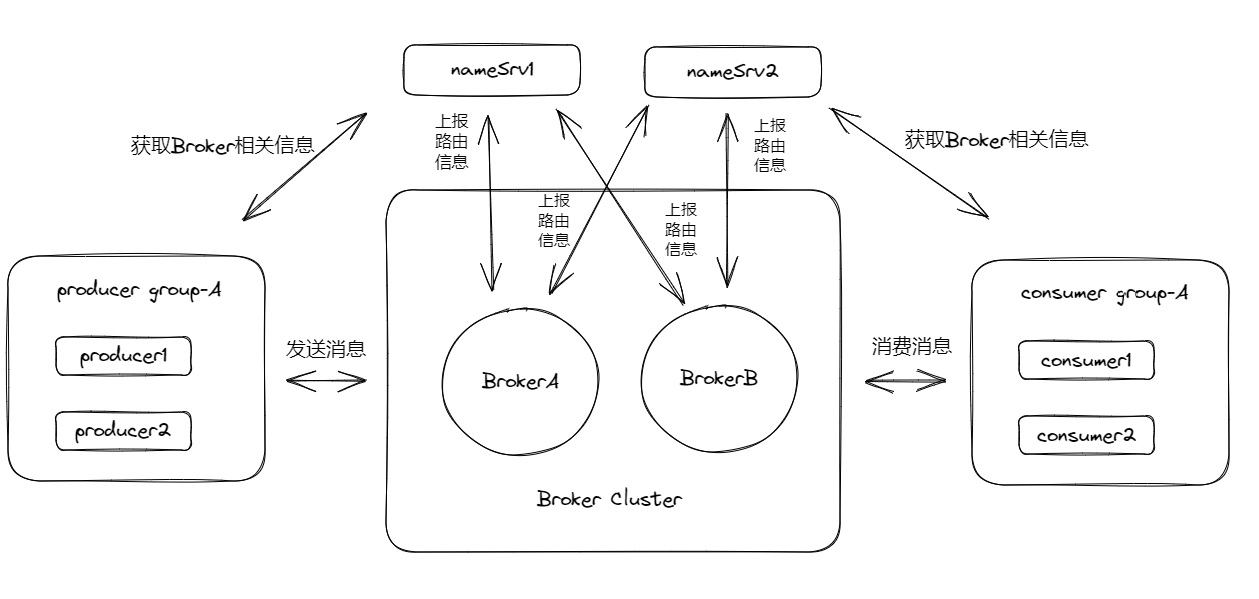 nameSrv1
nameSrv2
上报
路由
信息
上报
路由
信息
获取Broker相关信息
获取Broker相关信息
上报
路由
信息
上报
路由
信息
producer group-A
consumer group-A
发送消息
消费消息
producer1
consumer1
BrokerA
BrokerB
producer2
consumer2
Broker Cluster